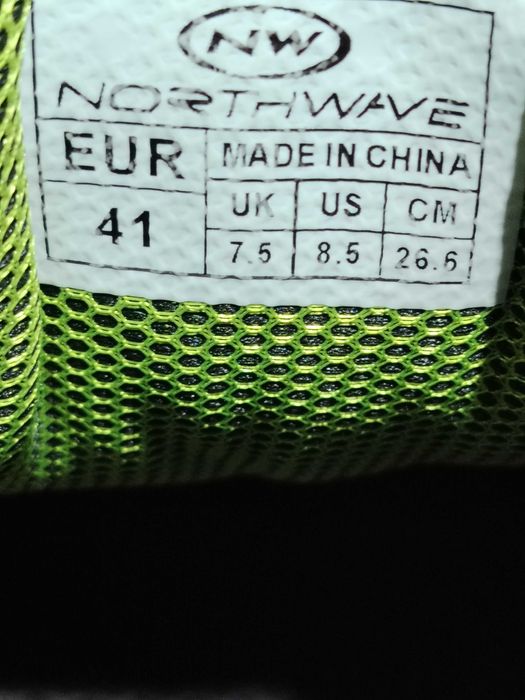 NW
NORTHWAVE
EUR MADE IN CHINA
41 UK US CM
7.5 8.5 26.6